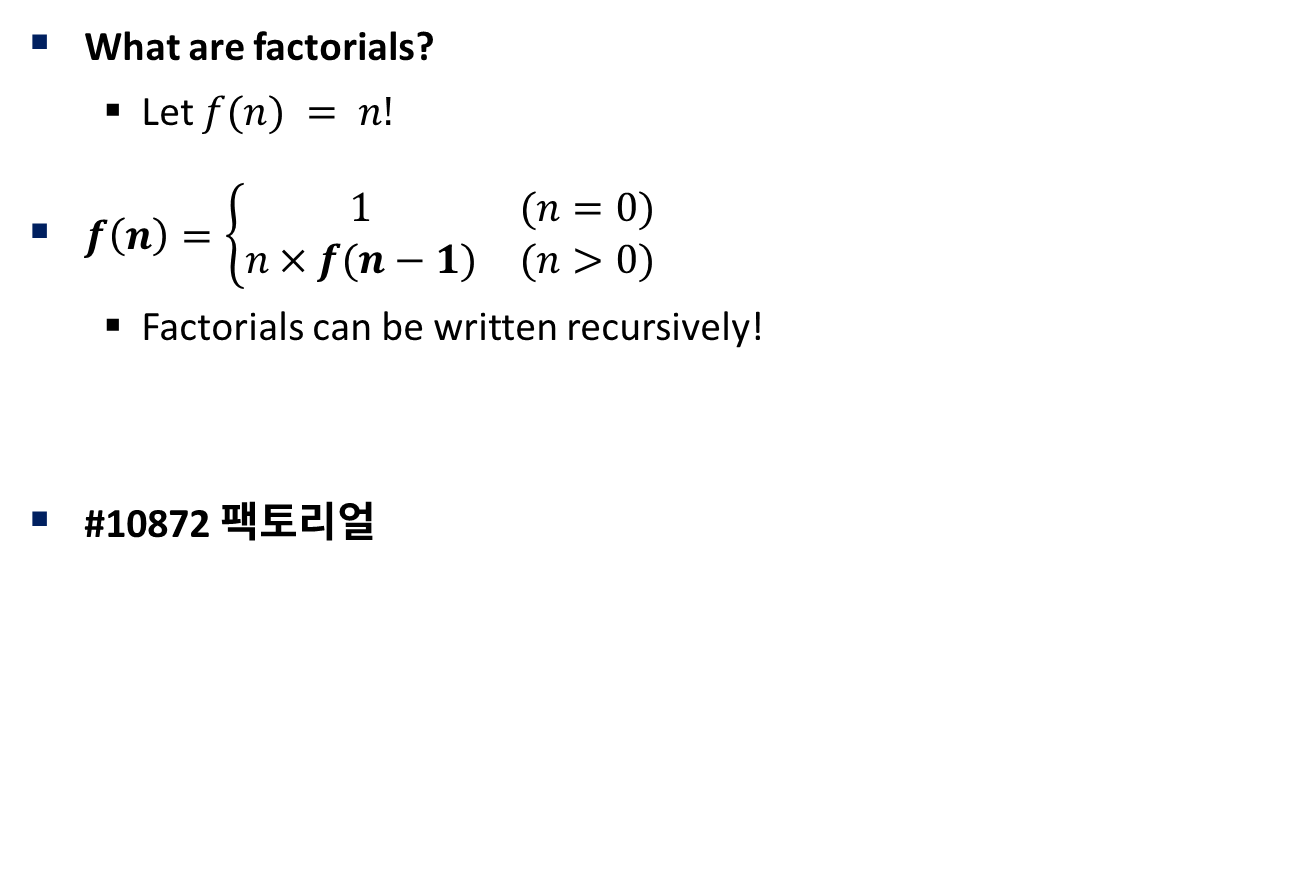 ▪ What are factorials?
▪ Let 𝑓(𝑛) = 𝑛!
▪ 𝒇(𝒏) = { 1 (𝑛 = 0)
𝑛 × 𝒇(𝒏 − 𝟏) (𝑛 > 0)
▪ Factorials can be written recursively!
▪ #10872 팩토리얼